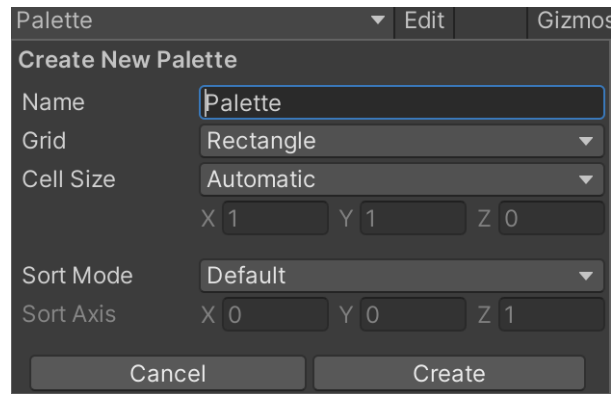 Palette Edit Gizmos
Create New Palette
Name Palette
Grid Rectangle
Cell Size Automatic
X 1 Y 1 Z 0
Sort Mode Default
Sort Axis X 0 Y 0 Z 1
Cancel Create